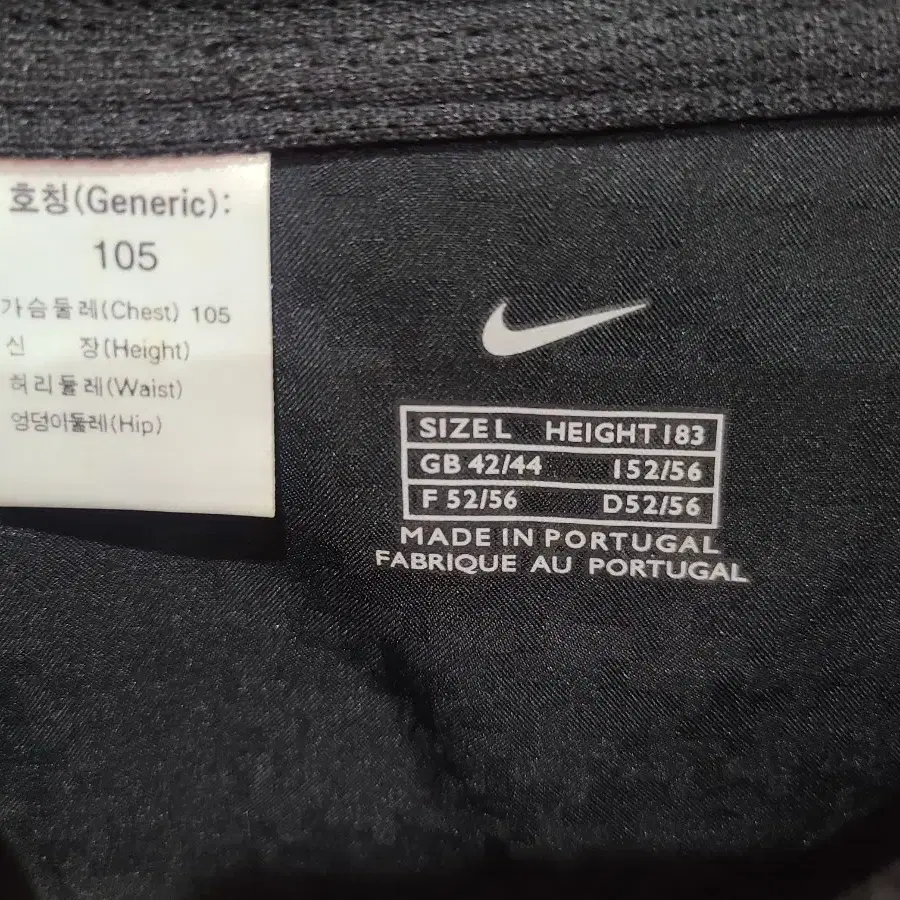 호칭(Generic):
105
가슴둘레(Chest) 105
신 장(Height)
허리둘레(Waist)
엉덩이둘레(Hip)
SIZE L HEIGHT 183
GB 42/44 I 52/56
F 52/56 D 52/56
MADE IN PORTUGAL
FABRIQUE AU PORTUGAL